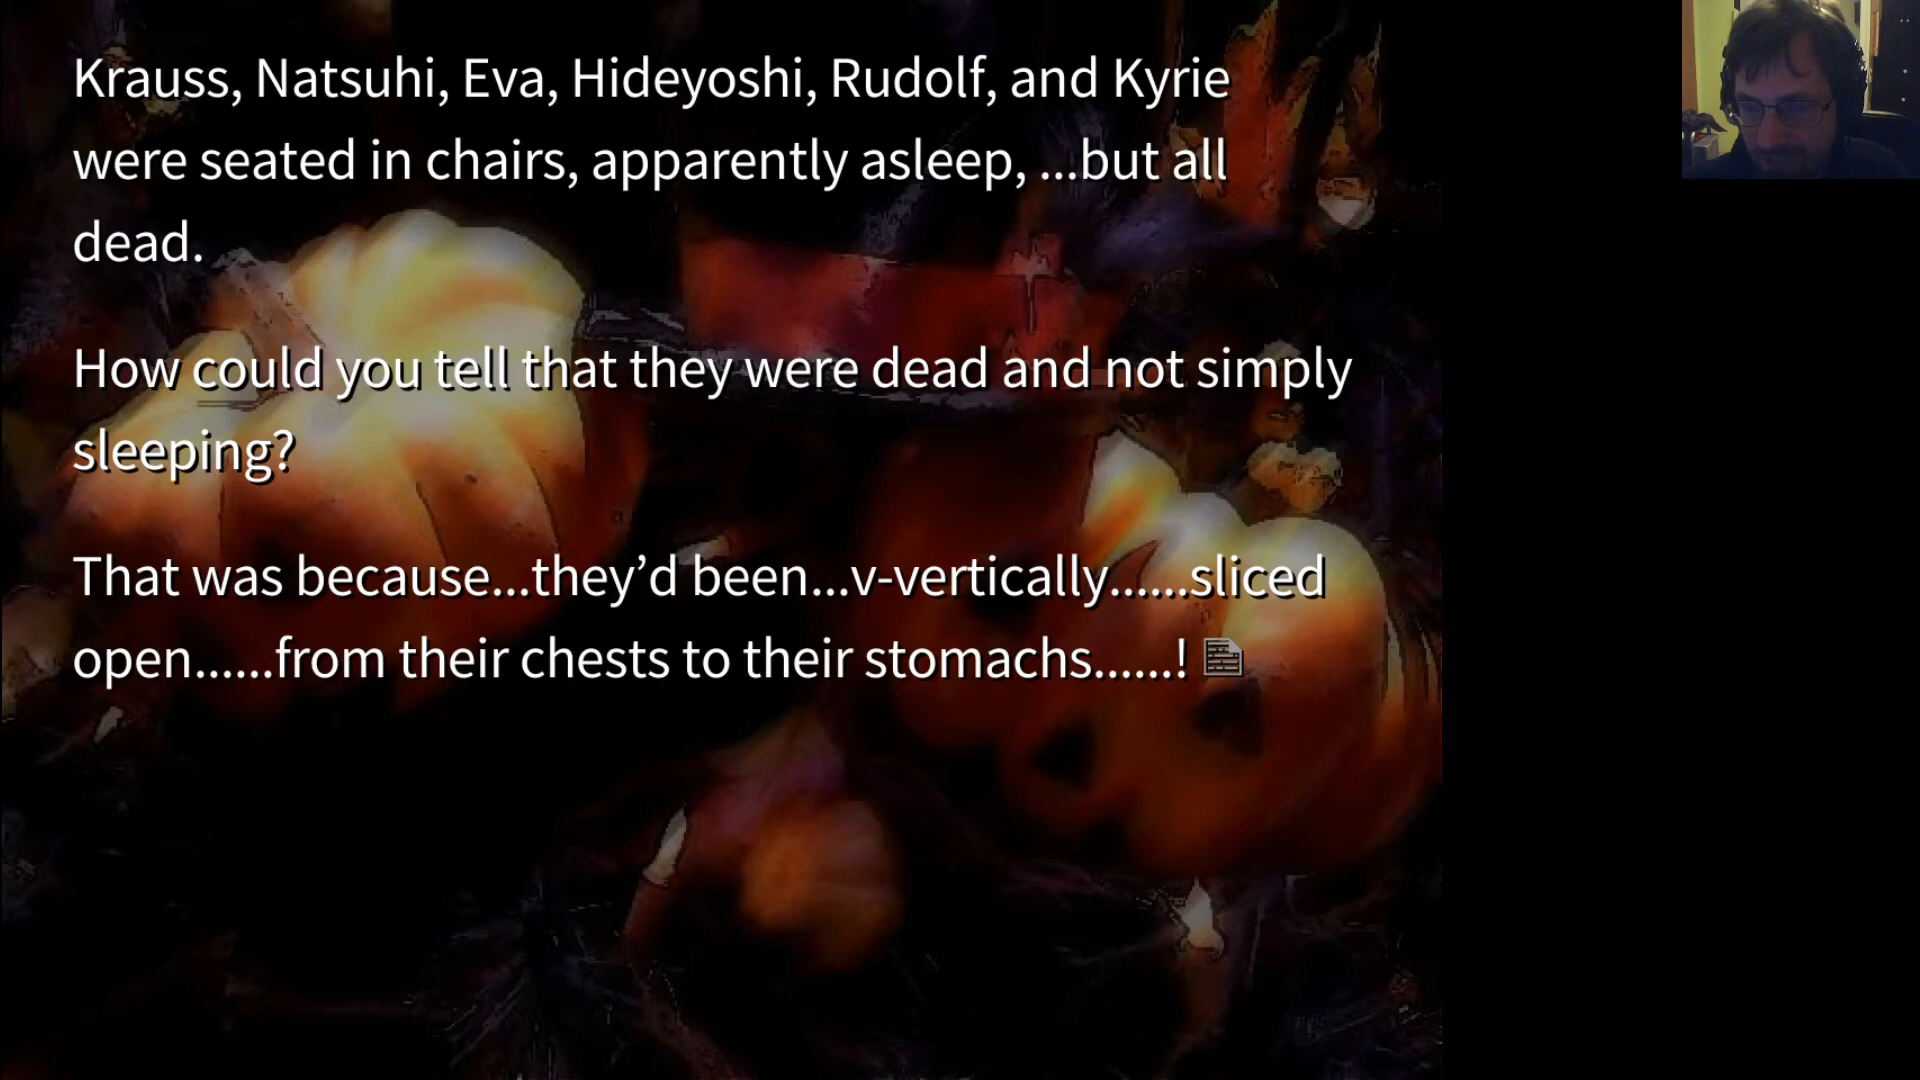 Krauss, Natsuhi, Eva, Hideyoshi, Rudolf, and Kyrie
were seated in chairs, apparently asleep, ...but all
dead.
How could you tell that they were dead and not simply
sleeping?
That was because...they’d been...v-vertically......sliced
open......from their chests to their stomachs......!